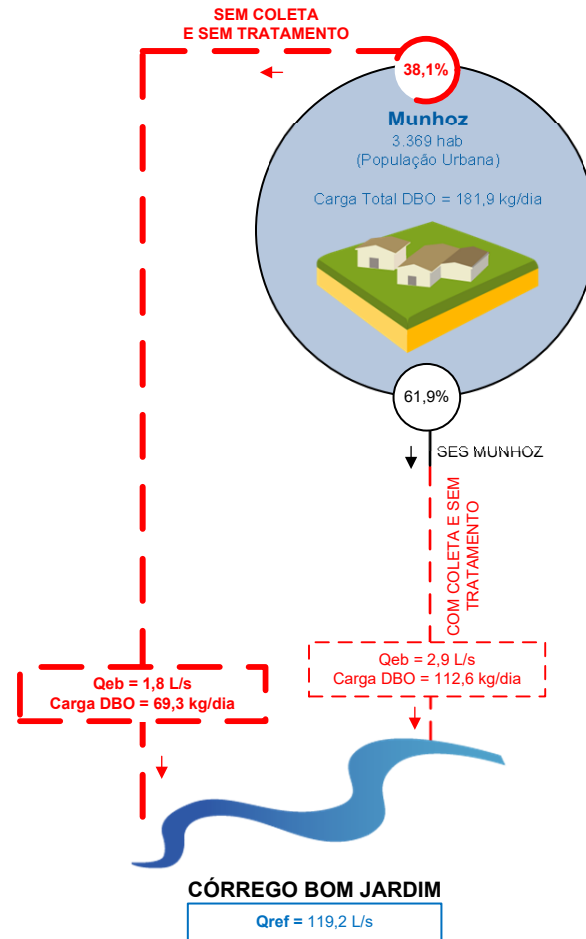 SEM COLETA
E SEM TRATAMENTO
38,1%
Munhoz
3.369 hab
(População Urbana)
Carga Total DBO = 181,9 kg/dia
61,9%
SES MUNHOZ
COM COLETA E SEM
TRATAMENTO
Qeb = 2,9 L/s
Carga DBO = 112,6 kg/dia
Qeb = 1,8 L/s
Carga DBO = 69,3 kg/dia
CÓRREGO BOM JARDIM
Qref = 119,2 L/s